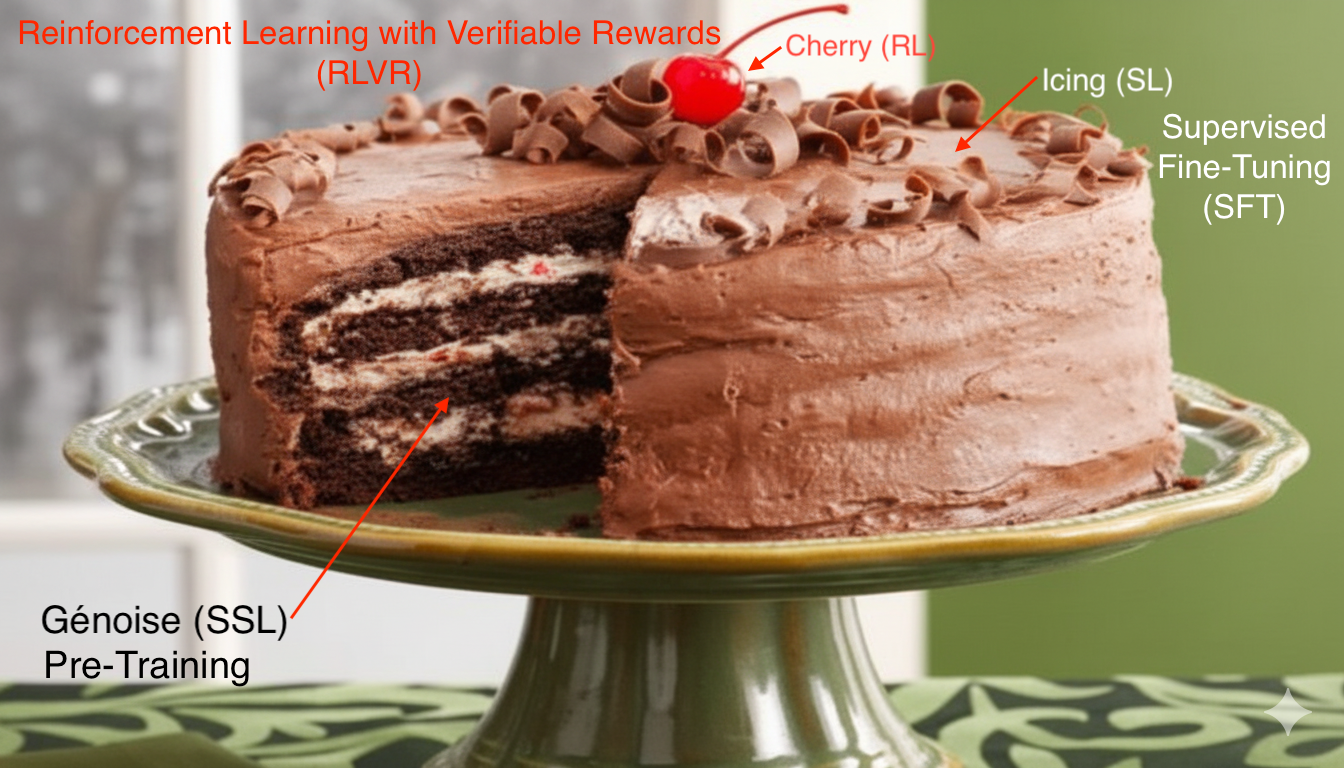 Reinforcement Learning with Verifiable Rewards
(RLVR)
Cherry (RL)
Icing (SL)
Supervised
Fine-Tuning
(SFT)
Génoise (SSL)
Pre-Training